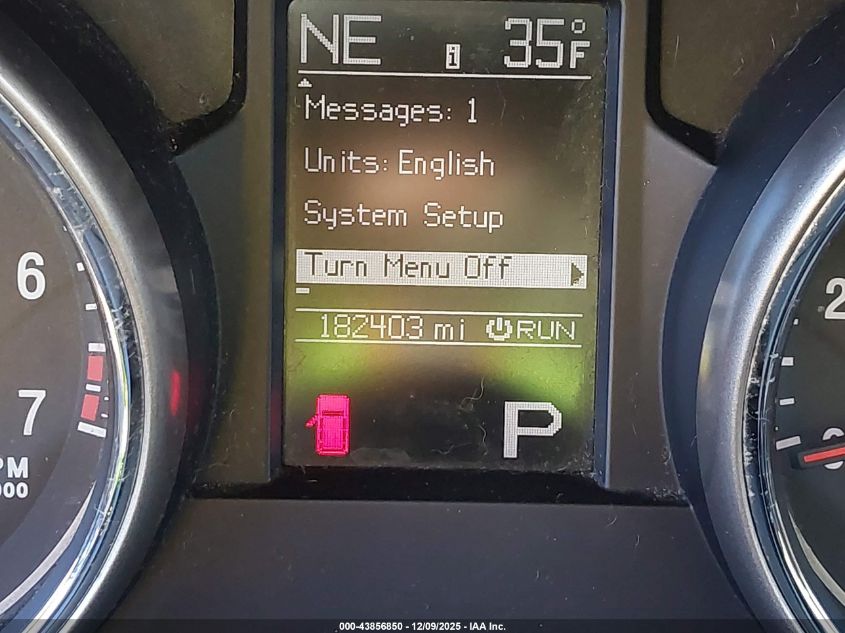 NE i 35°F
Messages: 1
Units: English
System Setup
Turn Menu Off
182403 mi RUN
P
6
7
PM
000
2
000-43856850 - 12/09/2025 - IAA Inc.